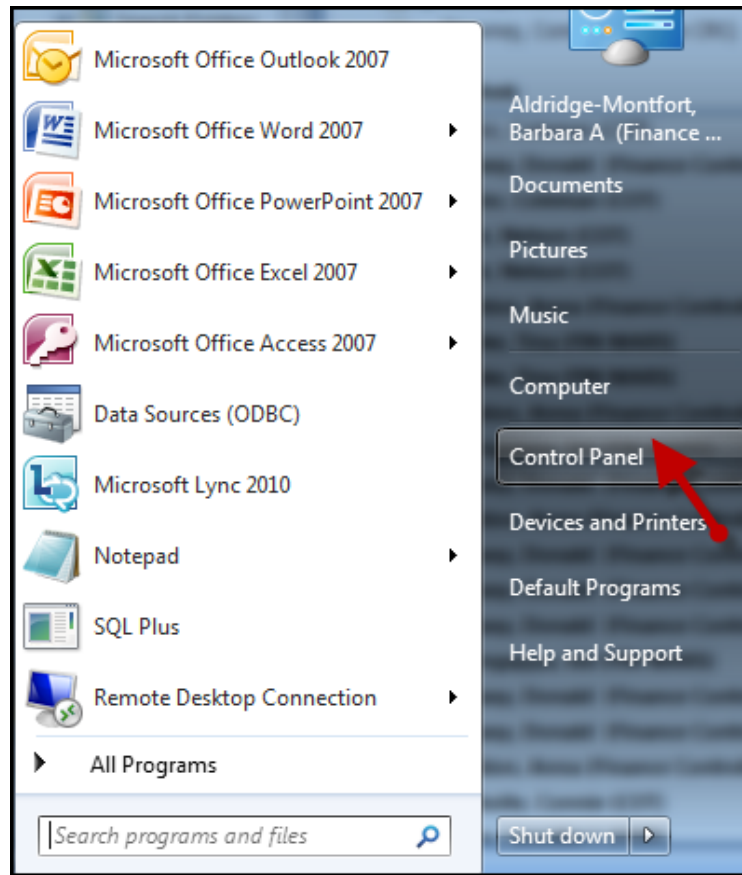 Microsoft Office Outlook 2007
Microsoft Office Word 2007
Microsoft Office PowerPoint 2007
Microsoft Office Excel 2007
Microsoft Office Access 2007
Data Sources (ODBC)
Microsoft Lync 2010
Notepad
SQL Plus
Remote Desktop Connection
All Programs
Search programs and files
Aldridge-Montfort,
Barbara A (Finance ...
Documents
Pictures
Music
Computer
Control Panel
Devices and Printers
Default Programs
Help and Support
Shut down